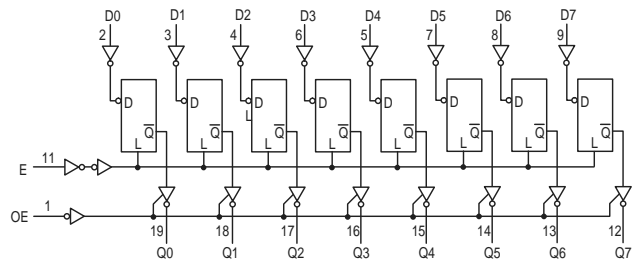 D0 D1 D2 D3 D4 D5 D6 D7
2 3 4 6 5 7 8 9
D D D D D D D D
L
Q̅ Q̅ Q̅ Q̅ Q̅ Q̅ Q̅ Q̅
L L L L L L L
E 11
OE 1
19 18 17 16 15 14 13 12
Q0 Q1 Q2 Q3 Q4 Q5 Q6 Q7